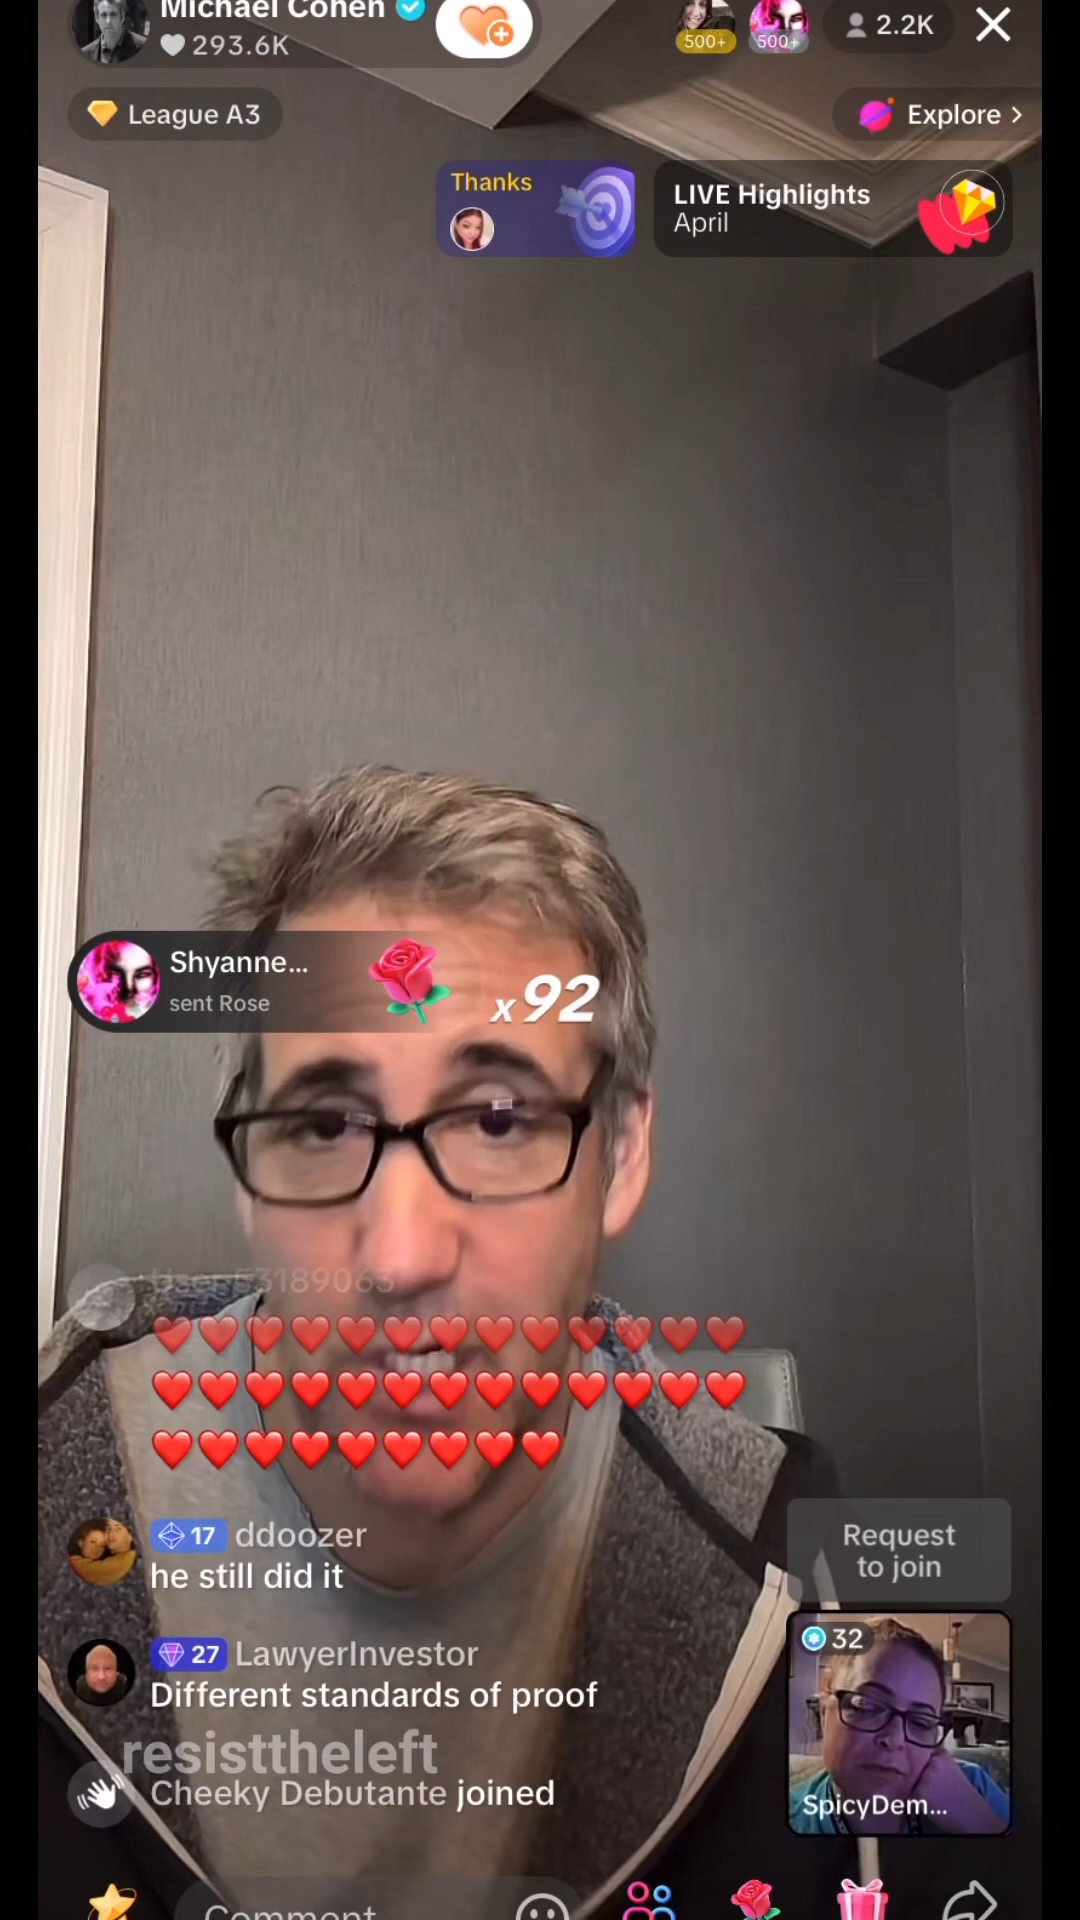 Michael Cohen
293.6K
500+
500+
2.2K
League A3
Explore >
Thanks
LIVE Highlights
April
Shyanne...
sent Rose
x92
User53189063
17 ddoozer
he still did it
27 LawyerInvestor
Different standards of proof
resisttheleft
Cheeky Debutante joined
Request
to join
32
SpicyDem...
Comment